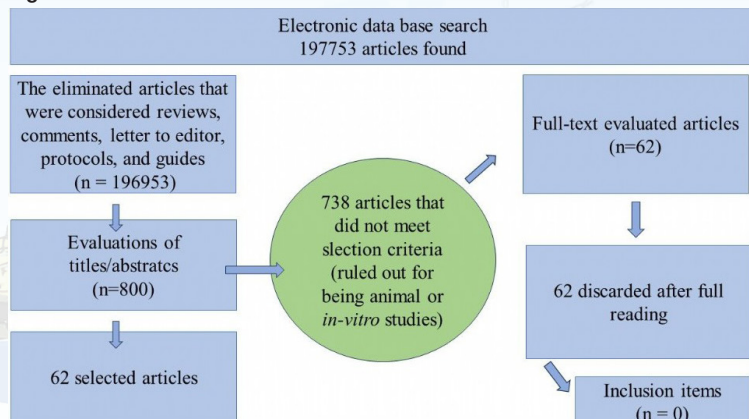 Electronic data base search
197753 articles found
The eliminated articles that
were considered reviews,
comments, letter to editor,
protocols, and guides
(n = 196953)
Evaluations of
titles/abstratcs
(n=800)
62 selected articles
738 articles that
did not meet
slection criteria
(ruled out for
being animal or
in-vitro studies)
Full-text evaluated articles
(n=62)
62 discarded after full
reading
Inclusion items
(n = 0)